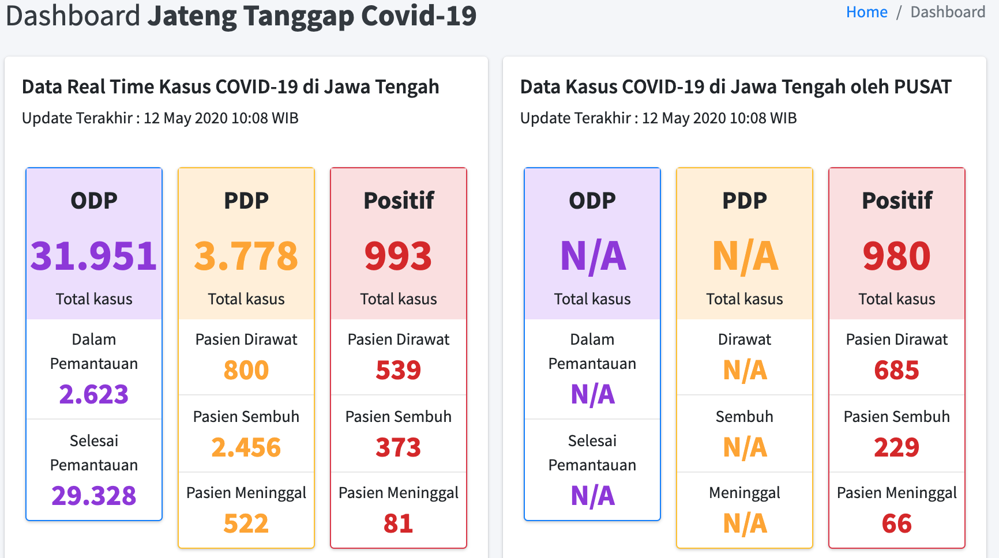 Dashboard Jateng Tanggap Covid-19
Home / Dashboard
Data Real Time Kasus COVID-19 di Jawa Tengah
Update Terakhir : 12 May 2020 10:08 WIB
ODP
31.951
Total kasus
Dalam
Pemantauan
2.623
Selesai
Pemantauan
29.328
PDP
3.778
Total kasus
Pasien Dirawat
800
Pasien Sembuh
2.456
Pasien Meninggal
522
Positif
993
Total kasus
Pasien Dirawat
539
Pasien Sembuh
373
Pasien Meninggal
81
Data Kasus COVID-19 di Jawa Tengah oleh PUSAT
Update Terakhir : 12 May 2020 10:08 WIB
ODP
N/A
Total kasus
Dalam
Pemantauan
N/A
Selesai
Pemantauan
N/A
PDP
N/A
Total kasus
Dirawat
N/A
Sembuh
N/A
Meninggal
N/A
Positif
980
Total kasus
Pasien Dirawat
685
Pasien Sembuh
229
Pasien Meninggal
66